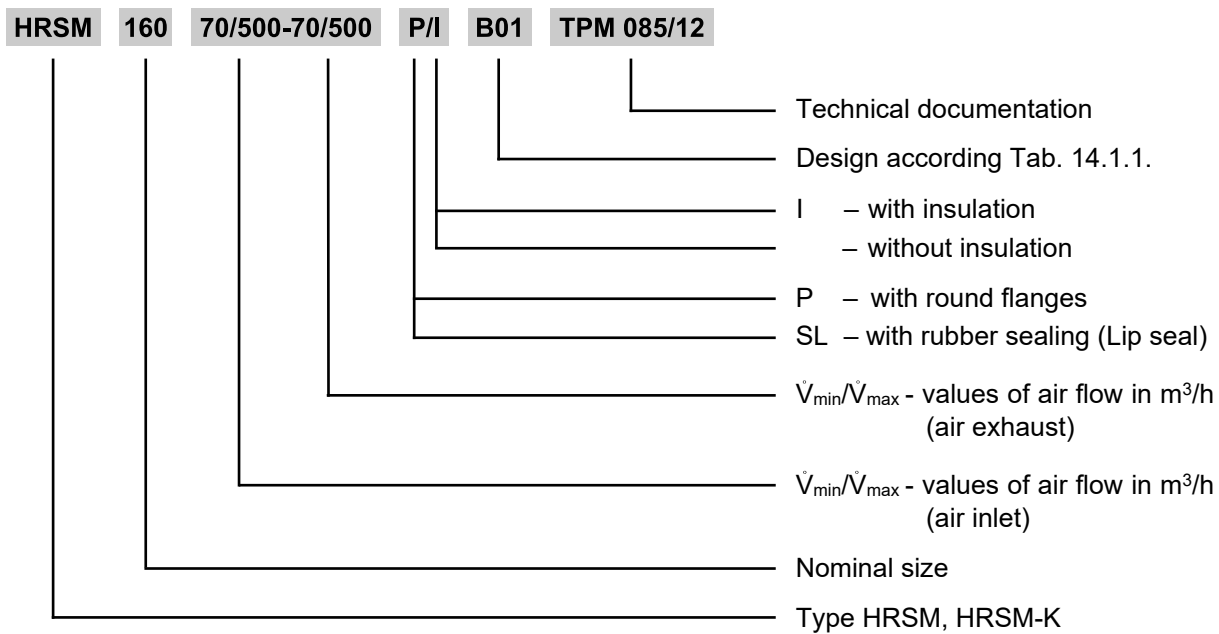 HRSM 160 70/500-70/500 P/I B01 TPM 085/12
Technical documentation
Design according Tab. 14.1.1.
I – with insulation
– without insulation
P – with round flanges
SL – with rubber sealing (Lip seal)
V̊min/V̊max - values of air flow in m³/h
(air exhaust)
V̊min/V̊max - values of air flow in m³/h
(air inlet)
Nominal size
Type HRSM, HRSM-K